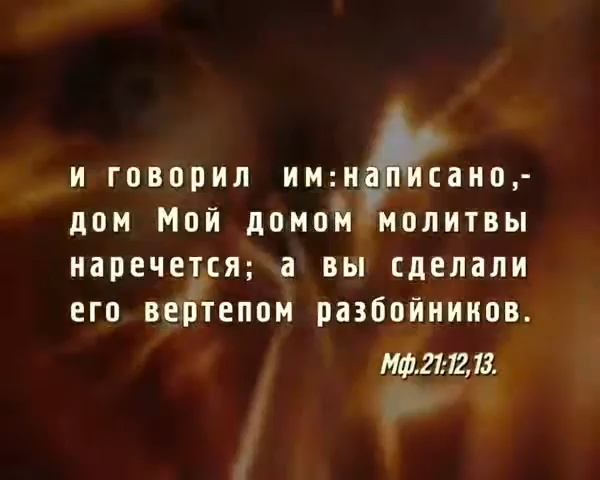 и говорил им:написано,-
дом Мой домом молитвы
наречется; а вы сделали
его вертепом разбойников.
Мф.21:12,13.